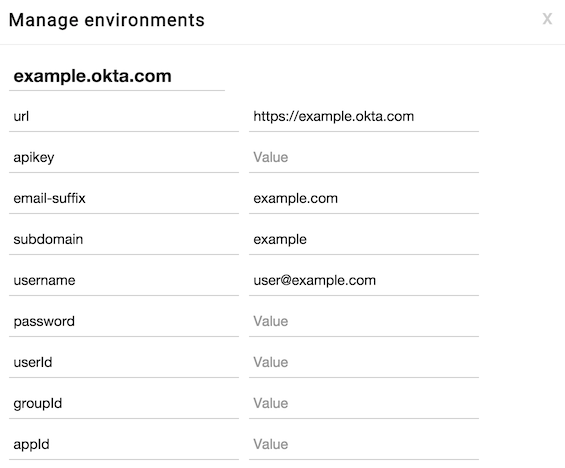 Manage environments X
example.okta.com
url https://example.okta.com
apikey Value
email-suffix example.com
subdomain example
username user@example.com
password Value
userId Value
groupId Value
appId Value